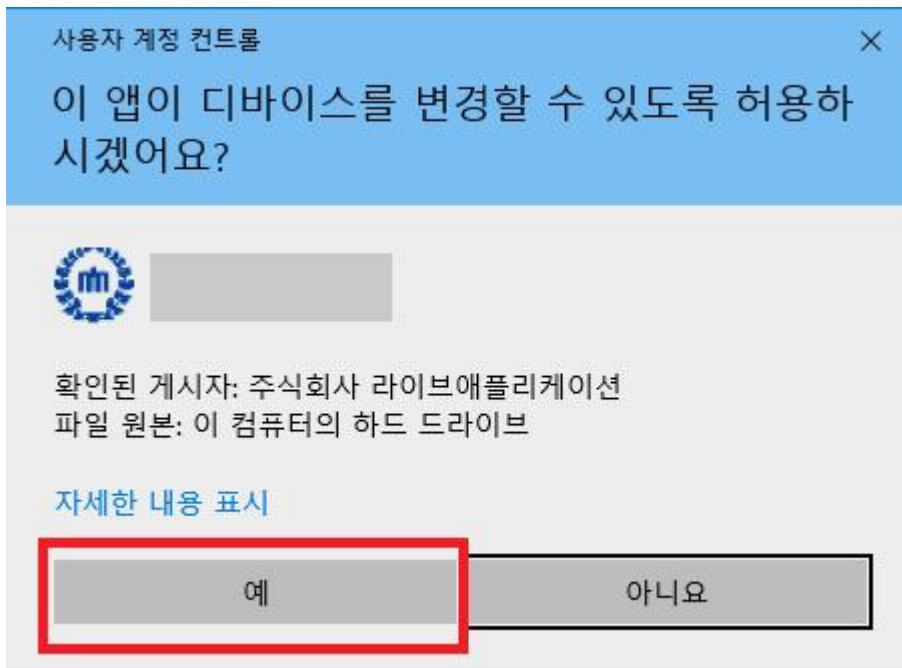 사용자 계정 컨트롤
이 앱이 디바이스를 변경할 수 있도록 허용하
시겠어요?
확인된 게시자: 주식회사 라이브애플리케이션
파일 원본: 이 컴퓨터의 하드 드라이브
자세한 내용 표시
예
아니요